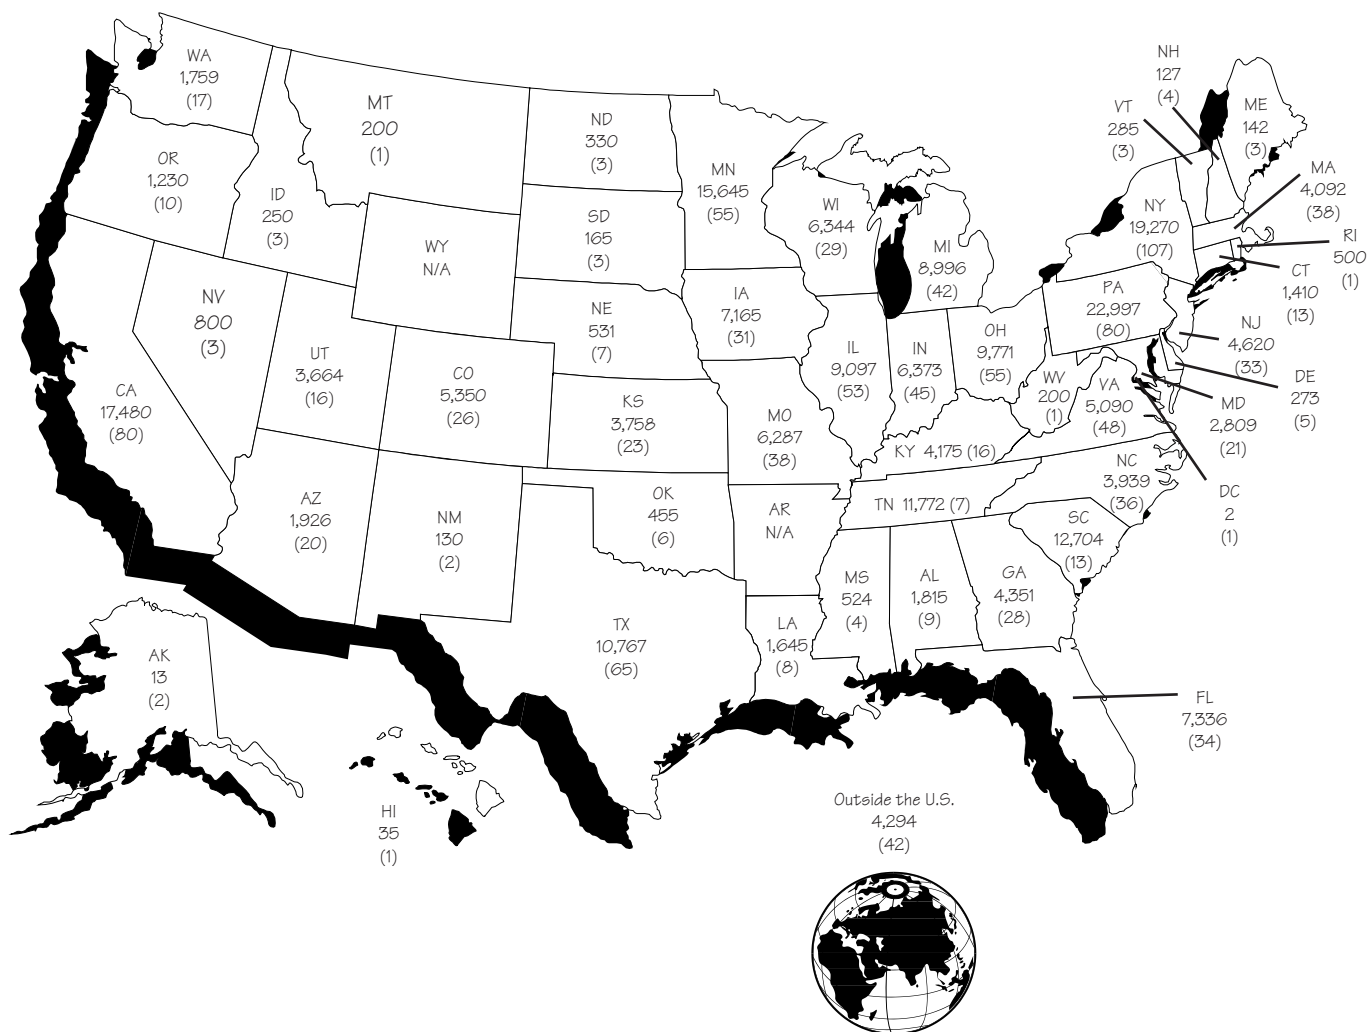 WA
1,759
(17)
OR
1,230
(10)
ID
250
(3)
MT
200
(1)
ND
330
(3)
SD
165
(3)
WY
N/A
NE
531
(7)
NV
800
(3)
UT
3,664
(16)
CO
5,350
(26)
CA
17,480
(80)
KS
3,758
(23)
AZ
1,926
(20)
NM
130
(2)
OK
455
(6)
TX
10,767
(65)
MN
15,645
(55)
IA
7,165
(31)
MO
6,287
(38)
AR
N/A
LA
1,645
(8)
WI
6,344
(29)
MI
8,996
(42)
IL
9,097
(53)
IN
6,373
(45)
OH
9,771
(55)
KY 4,175 (16)
TN 11,772 (7)
MS
524
(4)
AL
1,815
(9)
GA
4,351
(28)
SC
12,704
(13)
NC
3,939
(36)
WV
200
(1)
VA
5,090
(48)
PA
22,997
(80)
NY
19,270
(107)
VT
285
(3)
NH
127
(4)
ME
142
(3)
MA
4,092
(38)
RI
500
(1)
CT
1,410
(13)
NJ
4,620
(33)
DE
273
(5)
MD
2,809
(21)
DC
2
(1)
FL
7,336
(34)
AK
13
(2)
HI
35
(1)
Outside the U.S.
4,294
(42)